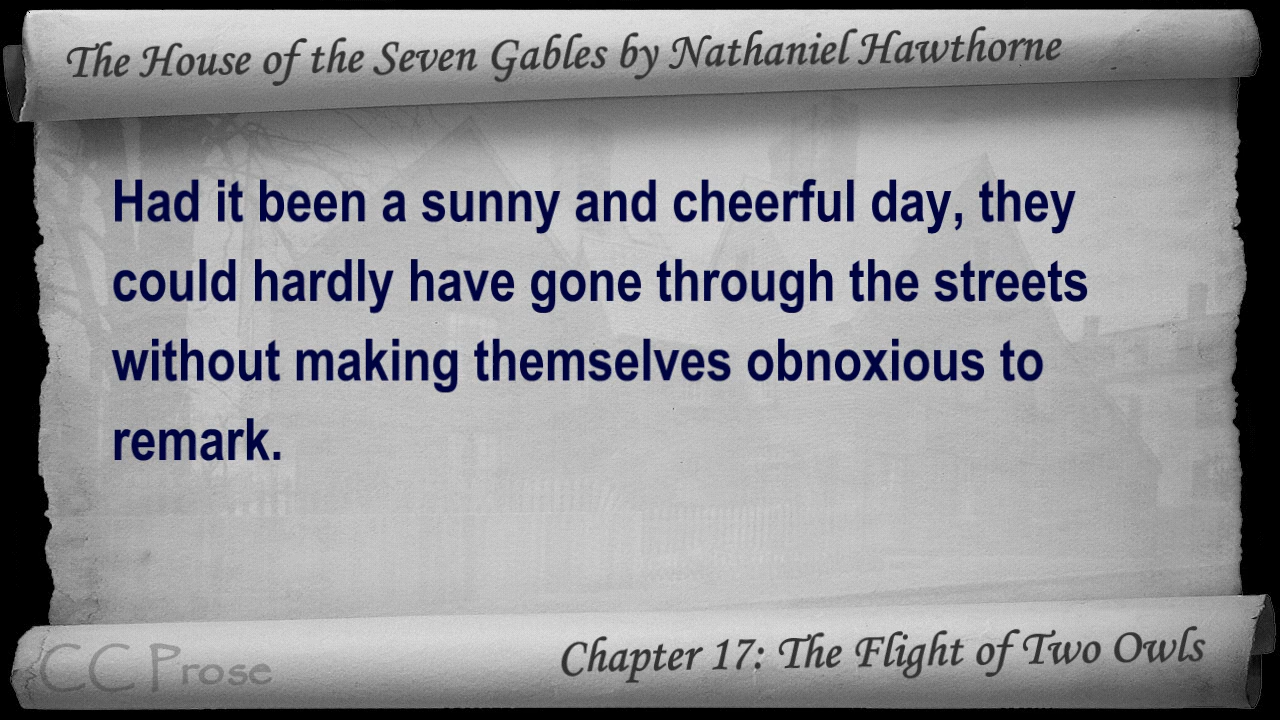 The House of the Seven Gables by Nathaniel Hawthorne
Had it been a sunny and cheerful day, they
could hardly have gone through the streets
without making themselves obnoxious to
remark.
CC Prose
Chapter 17: The Flight of Two Owls